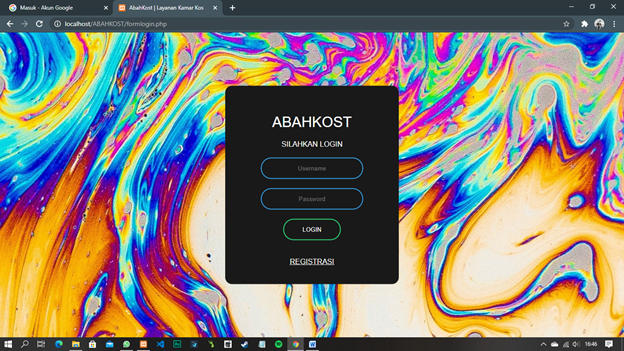 Masuk - Akun Google
AbahKost | Layanan Kamar Kos
localhost/ABAHKOST/formlogin.php
ABAHKOST
SILAHKAN LOGIN
Username
Password
LOGIN
REGISTRASI
16:46